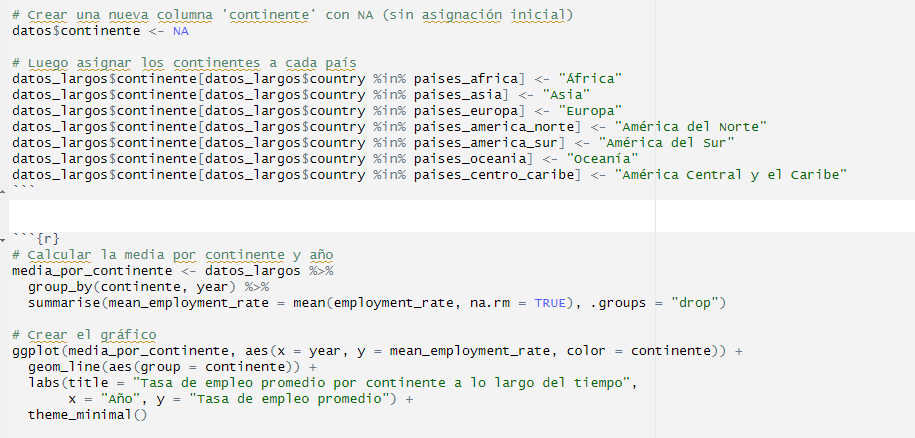 # Crear una nueva columna 'continente' con NA (sin asignación inicial)
datos$continente <- NA
# Luego asignar los continentes a cada país
datos_largos$continente[datos_largos$country %in% paises_africa] <- "África"
datos_largos$continente[datos_largos$country %in% paises_asia] <- "Asia"
datos_largos$continente[datos_largos$country %in% paises_europa] <- "Europa"
datos_largos$continente[datos_largos$country %in% paises_america_norte] <- "América del Norte"
datos_largos$continente[datos_largos$country %in% paises_america_sur] <- "América del Sur"
datos_largos$continente[datos_largos$country %in% paises_oceania] <- "Oceanía"
datos_largos$continente[datos_largos$country %in% paises_centro_caribe] <- "América Central y el Caribe"
```
```{r}
# Calcular la media por continente y año
media_por_continente <- datos_largos %>%
  group_by(continente, year) %>%
  summarise(mean_employment_rate = mean(employment_rate, na.rm = TRUE), .groups = "drop")
# Crear el gráfico
ggplot(media_por_continente, aes(x = year, y = mean_employment_rate, color = continente)) +
  geom_line(aes(group = continente)) +
  labs(title = "Tasa de empleo promedio por continente a lo largo del tiempo",
       x = "Año", y = "Tasa de empleo promedio") +
  theme_minimal()